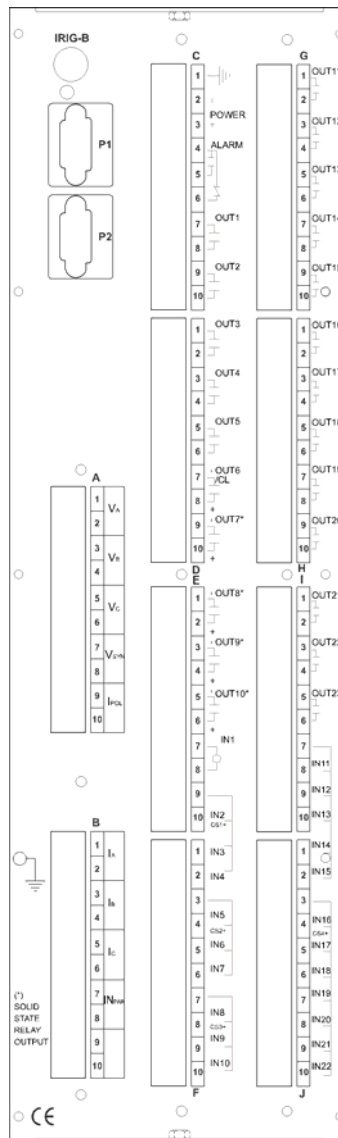 IRIG-B
P1
P2
A
1
2
VA
3
4
VB
5
6
VC
7
8
VSYN
9
10
IPOL
B
1
2
IA
3
4
IB
5
6
IC
7
8
9
10
(*)
SOLID
STATE
RELAY
OUTPUT
CE
C
1
2
3
POWER
4
ALARM
5
6
7
OUT1
8
9
OUT2
10
1
OUT3
2
3
OUT4
4
5
OUT5
6
7
OUT6
/CL
8
9
OUT7*
10
+
D
E
1
OUT8*
2
+
3
OUT9*
4
+
5
OUT10*
6
+
7
IN1
8
9
10
IN2
CS1+
1
IN3
2
IN4
3
4
IN5
CS2+
5
IN6
6
IN7
7
8
IN8
CS3+
9
IN9
10
IN10
F
G
1
OUT11
2
3
OUT12
4
5
OUT13
6
7
OUT14
8
9
OUT15
10
1
OUT16
2
3
OUT17
4
5
OUT18
6
7
OUT19
8
9
OUT20
10
H
I
1
OUT21
2
3
OUT22
4
5
OUT23
6
7
8
IN11
9
IN12
10
IN13
1
IN14
2
IN15
3
4
IN16
CS4+
5
IN17
6
IN18
7
IN19
8
IN20
9
IN21
10
IN22
J